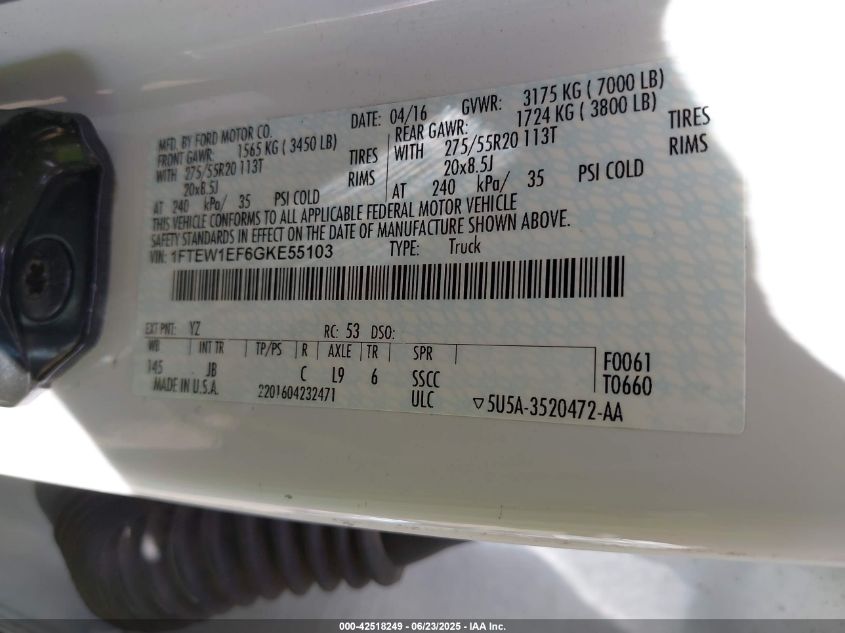 MFD. BY FORD MOTOR CO. DATE: 04/16 GVWR: 3175 KG ( 7000 LB)
FRONT GAWR: 1565 KG ( 3450 LB) REAR GAWR: 1724 KG ( 3800 LB)
WITH 275/55R20 113T TIRES WITH 275/55R20 113T TIRES
20x8.5J RIMS 20x8.5J RIMS
AT 240 kPa/ 35 PSI COLD AT 240 kPa/ 35 PSI COLD
THIS VEHICLE CONFORMS TO ALL APPLICABLE FEDERAL MOTOR VEHICLE
SAFETY STANDARDS IN EFFECT ON THE DATE OF MANUFACTURE SHOWN ABOVE.
VIN: 1FTEW1EF6GKE55103 TYPE: Truck
EXT PNT: YZ RC: 53 DSO:
WB INT TR TP/PS R AXLE TR SPR F0061
145 JB C L9 6 SSCC T0660
MADE IN U.S.A. 2201604232471 ULC ▽5U5A-3520472-AA
000-42518249 - 06/23/2025 - IAA Inc.